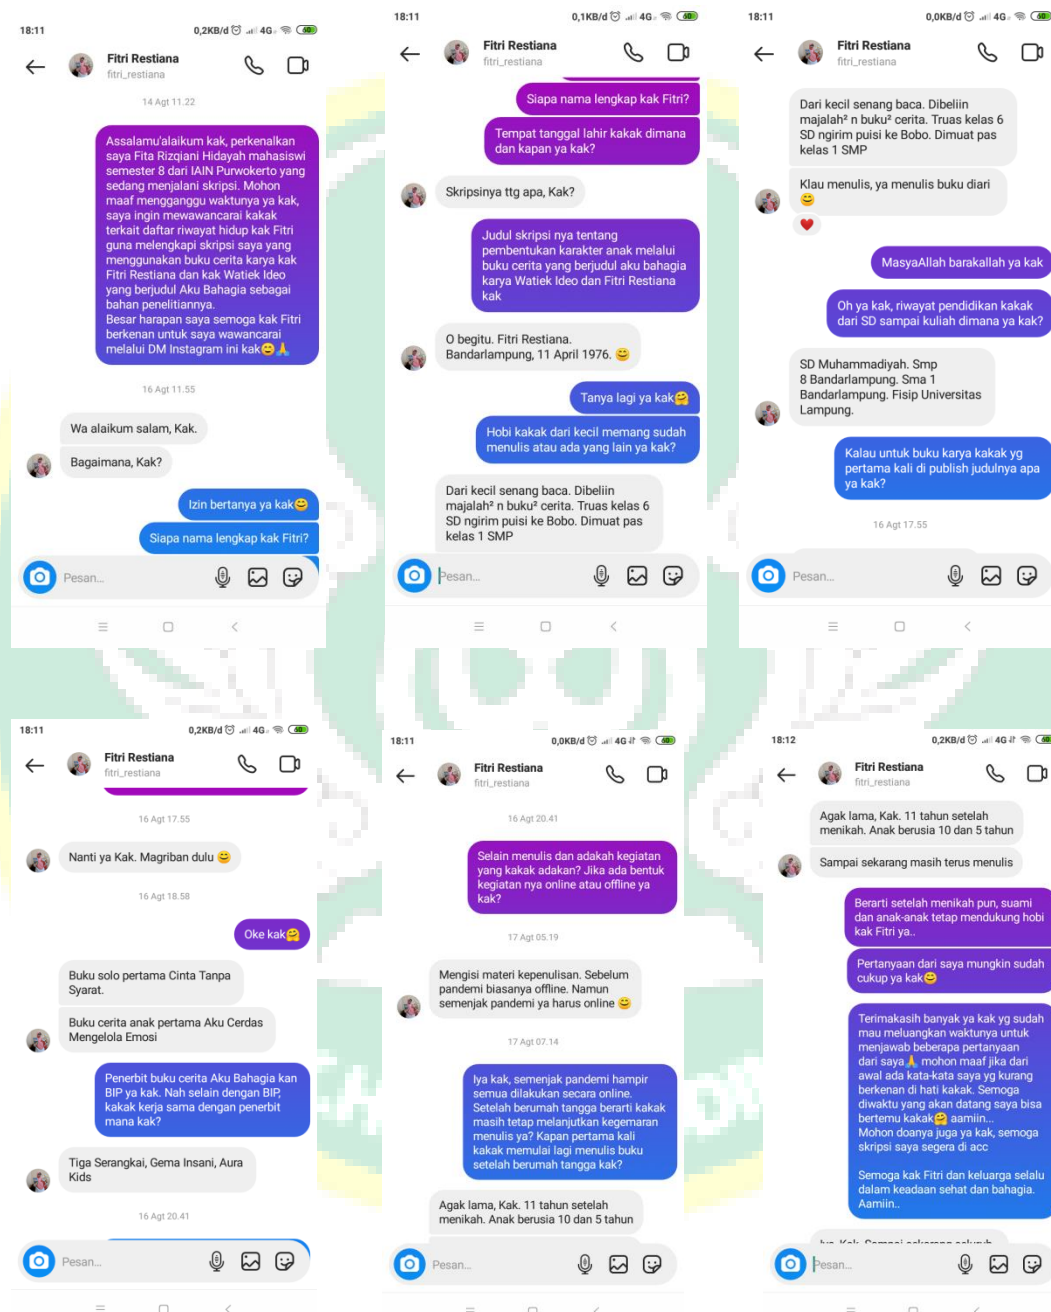 18:11
0,2KB/d 4G 60
Fitri Restiana
fitri_restiana
14 Agt 11.22
Assalamu'alaikum kak, perkenalkan
saya Fita Rizqiani Hidayah mahasiswi
semester 8 dari IAIN Purwokerto yang
sedang menjalani skripsi. Mohon
maaf mengganggu waktunya ya kak,
saya ingin mewawancarai kakak
terkait daftar riwayat hidup kak Fitri
guna melengkapi skripsi saya yang
menggunakan buku cerita karya kak
Fitri Restiana dan kak Watiek Ideo
yang berjudul Aku Bahagia sebagai
bahan penelitiannya.
Besar harapan saya semoga kak Fitri
berkenan untuk saya wawancarai
melalui DM Instagram ini kak😊🙏
16 Agt 11.55
Wa alaikum salam, Kak.
Bagaimana, Kak?
Izin bertanya ya kak😊
Siapa nama lengkap kak Fitri?
Pesan...
18:11
0,1KB/d 4G 60
Fitri Restiana
fitri_restiana
Siapa nama lengkap kak Fitri?
Tempat tanggal lahir kakak dimana
dan kapan ya kak?
Skripsinya ttg apa, Kak?
Judul skripsi nya tentang
pembentukan karakter anak melalui
buku cerita yang berjudul aku bahagia
karya Watiek Ideo dan Fitri Restiana
kak
O begitu. Fitri Restiana.
Bandarlampung, 11 April 1976. 😊
Tanya lagi ya kak🤗
Hobi kakak dari kecil memang sudah
menulis atau ada yang lain ya kak?
Dari kecil senang baca. Dibeliin
majalah² n buku² cerita. Truas kelas 6
SD ngirim puisi ke Bobo. Dimuat pas
kelas 1 SMP
Pesan...
18:11
0,0KB/d 4G 60
Fitri Restiana
fitri_restiana
Dari kecil senang baca. Dibeliin
majalah² n buku² cerita. Truas kelas 6
SD ngirim puisi ke Bobo. Dimuat pas
kelas 1 SMP
Klau menulis, ya menulis buku diari
😊
❤️
MasyaAllah barakallah ya kak
Oh ya kak, riwayat pendidikan kakak
dari SD sampai kuliah dimana ya kak?
SD Muhammadiyah. Smp
8 Bandarlampung. Sma 1
Bandarlampung. Fisip Universitas
Lampung.
Kalau untuk buku karya kakak yg
pertama kali di publish judulnya apa
ya kak?
16 Agt 17.55
Pesan...
18:11
0,2KB/d 4G 60
Fitri Restiana
fitri_restiana
16 Agt 17.55
Nanti ya Kak. Magriban dulu 😊
16 Agt 18.58
Oke kak🤗
Buku solo pertama Cinta Tanpa
Syarat.
Buku cerita anak pertama Aku Cerdas
Mengelola Emosi
Penerbit buku cerita Aku Bahagia kan
BIP ya kak. Nah selain dengan BIP,
kakak kerja sama dengan penerbit
mana kak?
Tiga Serangkai, Gema Insani, Aura
Kids
16 Agt 20.41
Pesan...
18:11
0,0KB/d 4G 60
Fitri Restiana
fitri_restiana
16 Agt 20.41
Selain menulis dan adakah kegiatan
yang kakak adakan? Jika ada bentuk
kegiatan nya online atau offline ya
kak?
17 Agt 05.19
Mengisi materi kepenulisan. Sebelum
pandemi biasanya offline. Namun
semenjak pandemi ya harus online 😊
17 Agt 07.14
Iya kak, semenjak pandemi hampir
semua dilakukan secara online.
Setelah berumah tangga berarti kakak
masih tetap melanjutkan kegemaran
menulis ya? Kapan pertama kali
kakak memulai lagi menulis buku
setelah berumah tangga kak?
Agak lama, Kak. 11 tahun setelah
menikah. Anak berusia 10 dan 5 tahun
Pesan...
18:12
0,2KB/d 4G 60
Fitri Restiana
fitri_restiana
Agak lama, Kak. 11 tahun setelah
menikah. Anak berusia 10 dan 5 tahun
Sampai sekarang masih terus menulis
Berarti setelah menikah pun, suami
dan anak-anak tetap mendukung hobi
kak Fitri ya..
Pertanyaan dari saya mungkin sudah
cukup ya kak😊
Terimakasih banyak ya kak yg sudah
mau meluangkan waktunya untuk
menjawab beberapa pertanyaan
dari saya🙏 mohon maaf jika dari
awal ada kata-kata saya yg kurang
berkenan di hati kakak. Semoga
diwaktu yang akan datang saya bisa
bertemu kakak🤗 aamiin...
Mohon doanya juga ya kak, semoga
skripsi saya segera di acc
Semoga kak Fitri dan keluarga selalu
dalam keadaan sehat dan bahagia.
Aamiin..
Pesan...